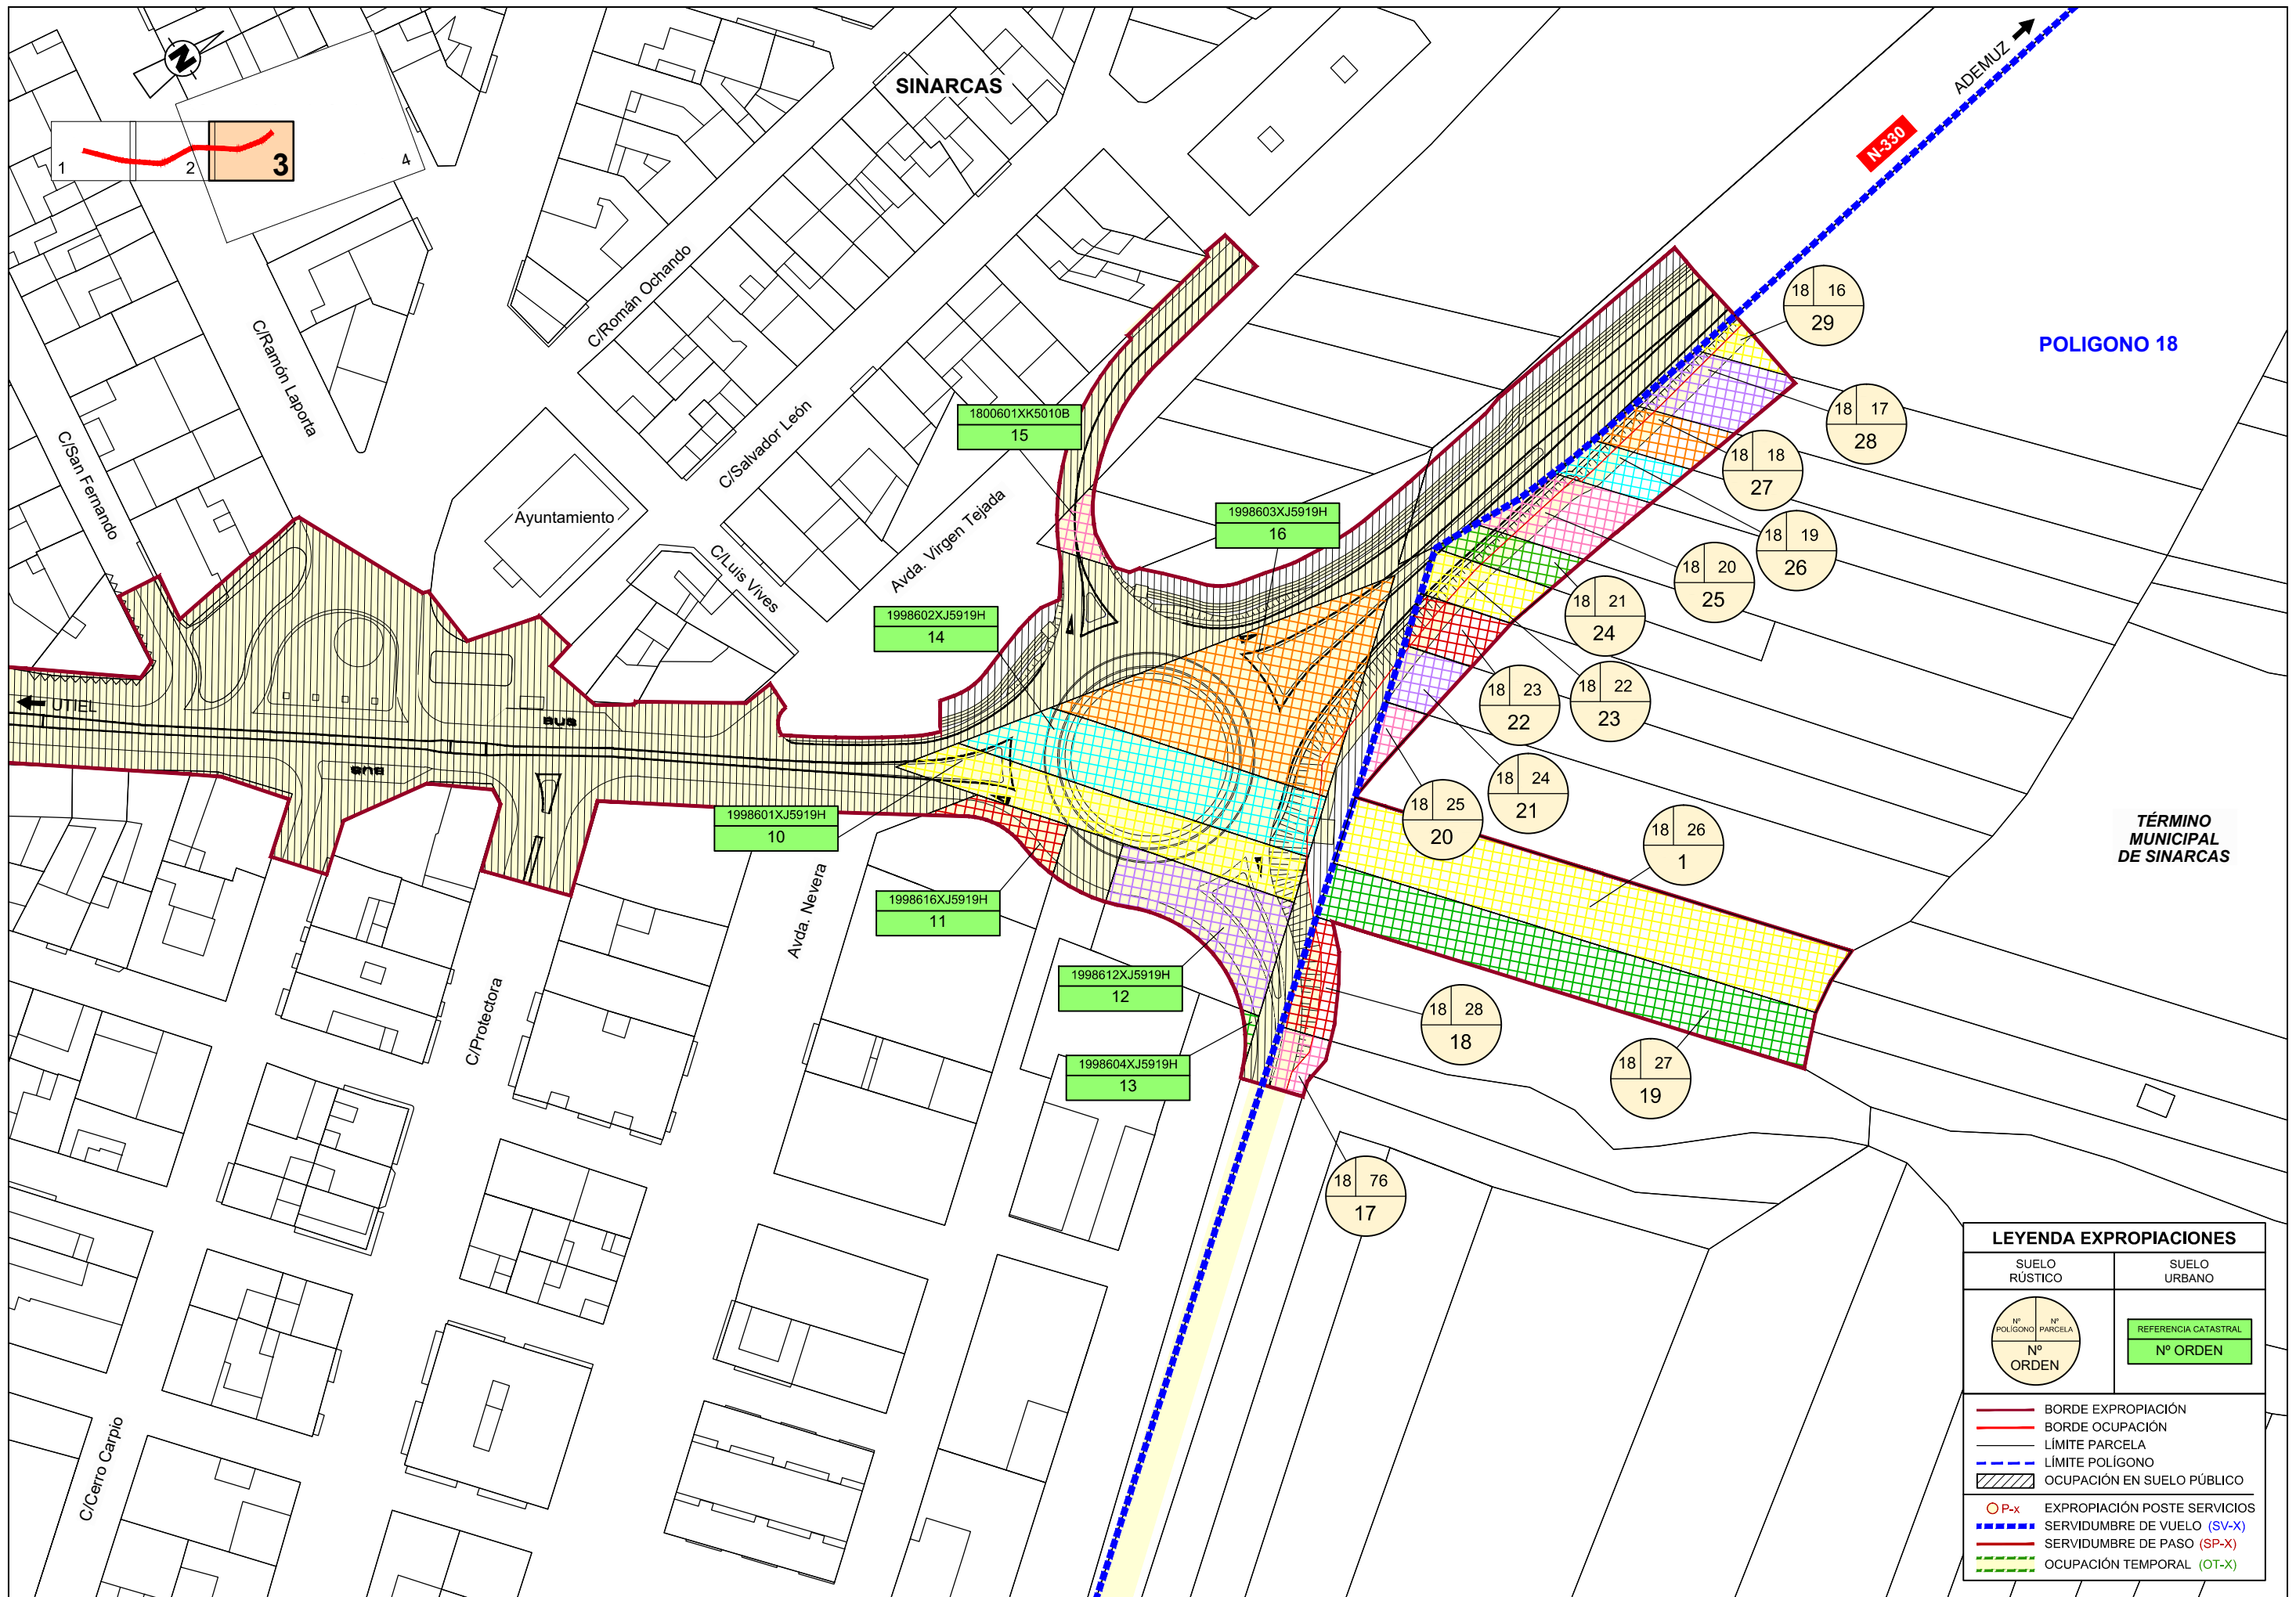 N
SINARCAS
ADEMUZ
N-330
1
2
3
4
C/Román Ochando
C/Ramón Laporta
C/San Fernando
C/Salvador León
Ayuntamiento
C/Luis Vives
Avda. Virgen Tejada
POLIGONO 18
18 16
29
18 17
28
18 18
27
18 19
26
18 20
25
18 21
24
18 22
23
18 23
22
18 24
21
18 25
20
18 26
1
18 27
19
18 28
18
18 76
17
1800601XK5010B
15
1998603XJ5919H
16
1998602XJ5919H
14
1998601XJ5919H
10
1998616XJ5919H
11
1998612XJ5919H
12
1998604XJ5919H
13
UTIEL
BUS
BUS
Avda. Nevera
C/Protectora
C/Cerro Carpio
TÉRMINO
MUNICIPAL
DE SINARCAS
LEYENDA EXPROPIACIONES
SUELO
RÚSTICO
SUELO
URBANO
Nº
POLÍGONO
Nº
PARCELA
Nº
ORDEN
REFERENCIA CATASTRAL
Nº ORDEN
BORDE EXPROPIACIÓN
BORDE OCUPACIÓN
LÍMITE PARCELA
LÍMITE POLÍGONO
OCUPACIÓN EN SUELO PÚBLICO
P-x EXPROPIACIÓN POSTE SERVICIOS
SERVIDUMBRE DE VUELO (SV-X)
SERVIDUMBRE DE PASO (SP-X)
OCUPACIÓN TEMPORAL (OT-X)